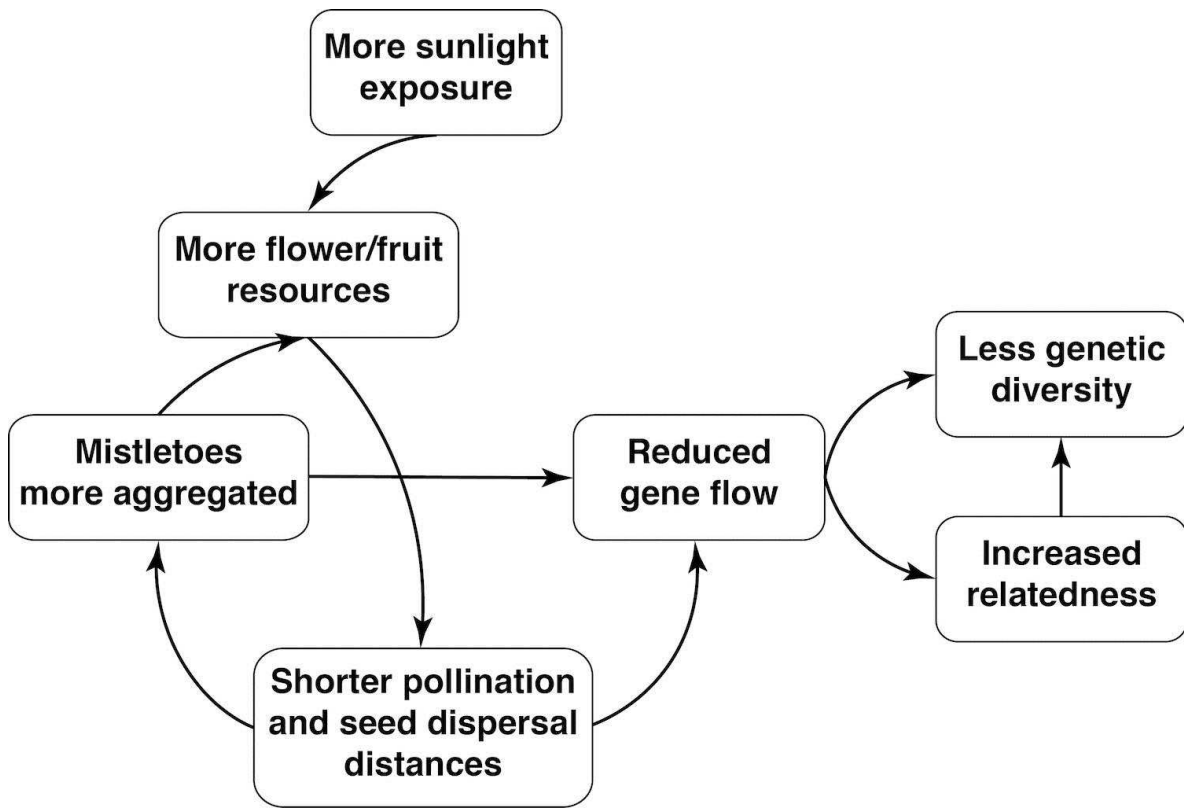 More sunlight
exposure
More flower/fruit
resources
Less genetic
diversity
Mistletoes
more aggregated
Reduced
gene flow
Increased
relatedness
Shorter pollination
and seed dispersal
distances